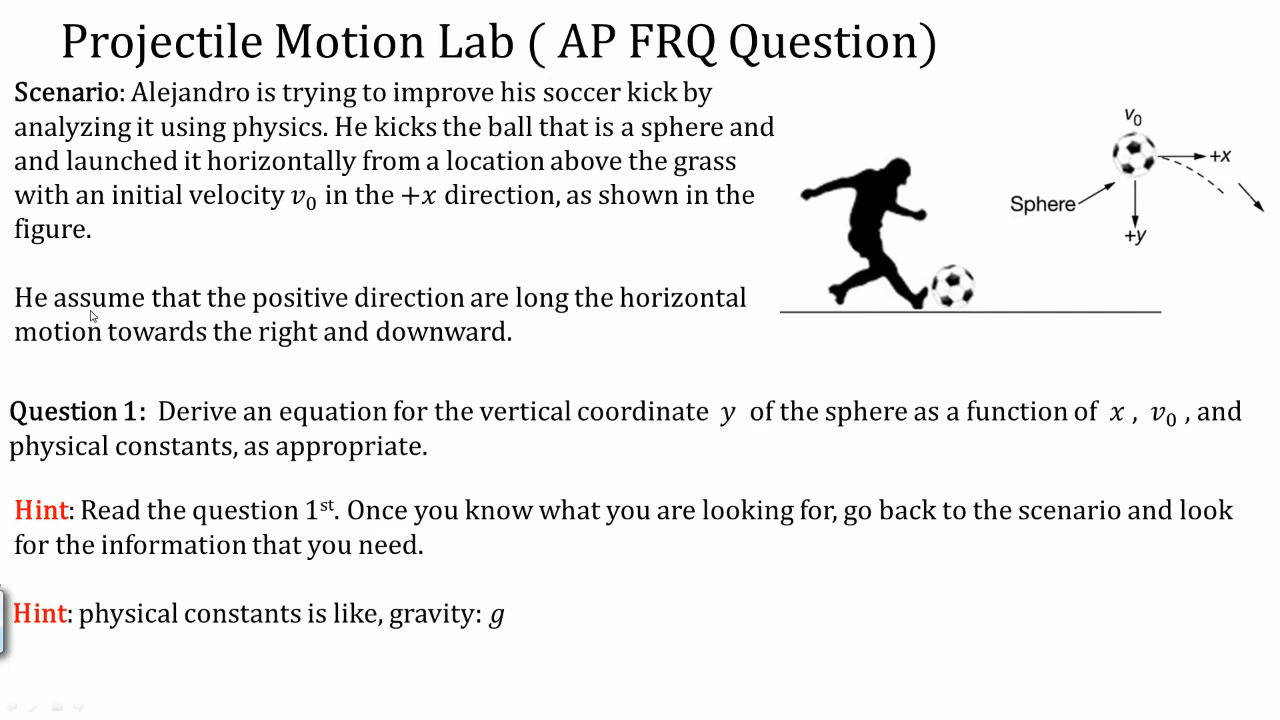 Projectile Motion Lab ( AP FRQ Question)
Scenario: Alejandro is trying to improve his soccer kick by
analyzing it using physics. He kicks the ball that is a sphere and
and launched it horizontally from a location above the grass
with an initial velocity v₀ in the +x direction, as shown in the
figure.
He assume that the positive direction are long the horizontal
motion towards the right and downward.
v₀
+x
Sphere
+y
Question 1: Derive an equation for the vertical coordinate y of the sphere as a function of x , v₀ , and
physical constants, as appropriate.
Hint: Read the question 1st. Once you know what you are looking for, go back to the scenario and look
for the information that you need.
Hint: physical constants is like, gravity: g